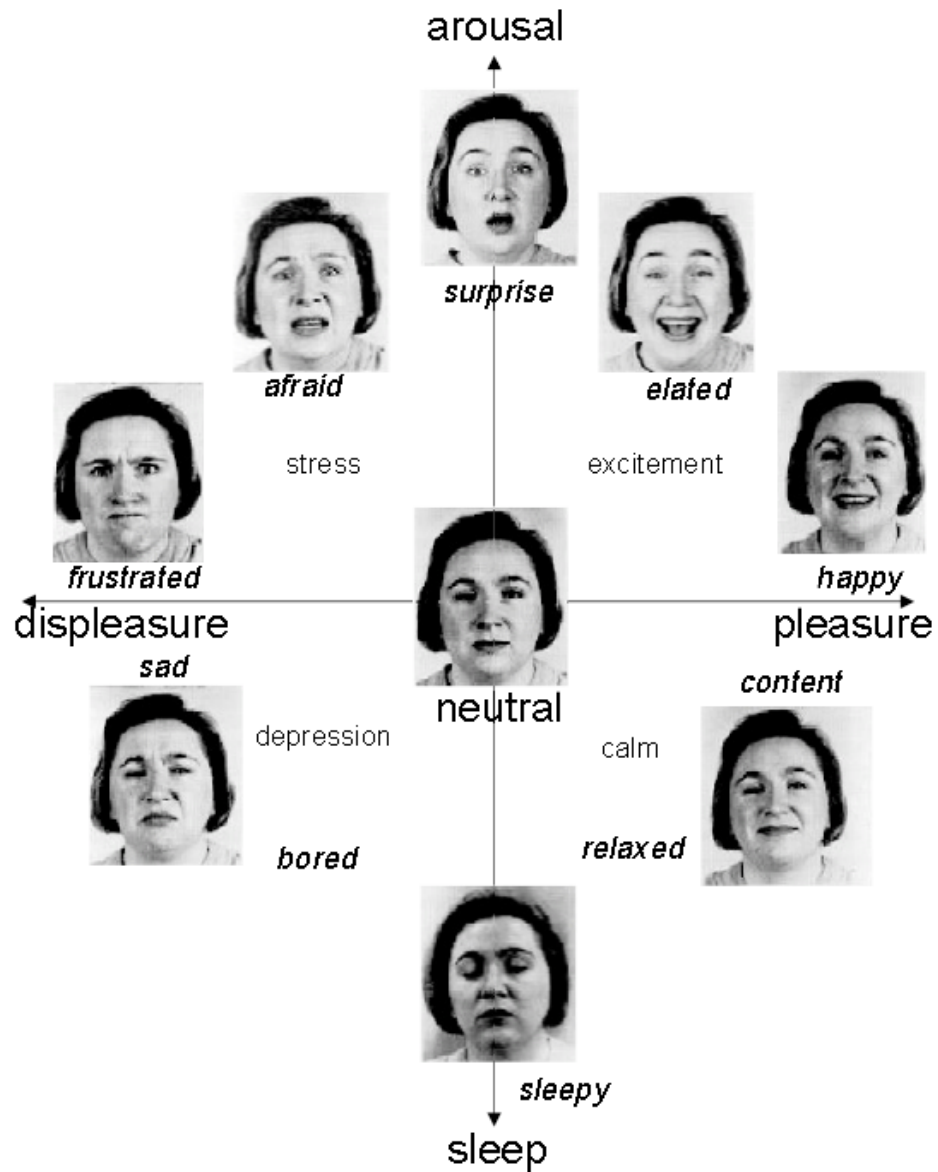 arousal
surprise
afraid
elated
stress
excitement
frustrated
happy
displeasure
pleasure
sad
content
neutral
depression
calm
relaxed
bored
sleepy
sleep